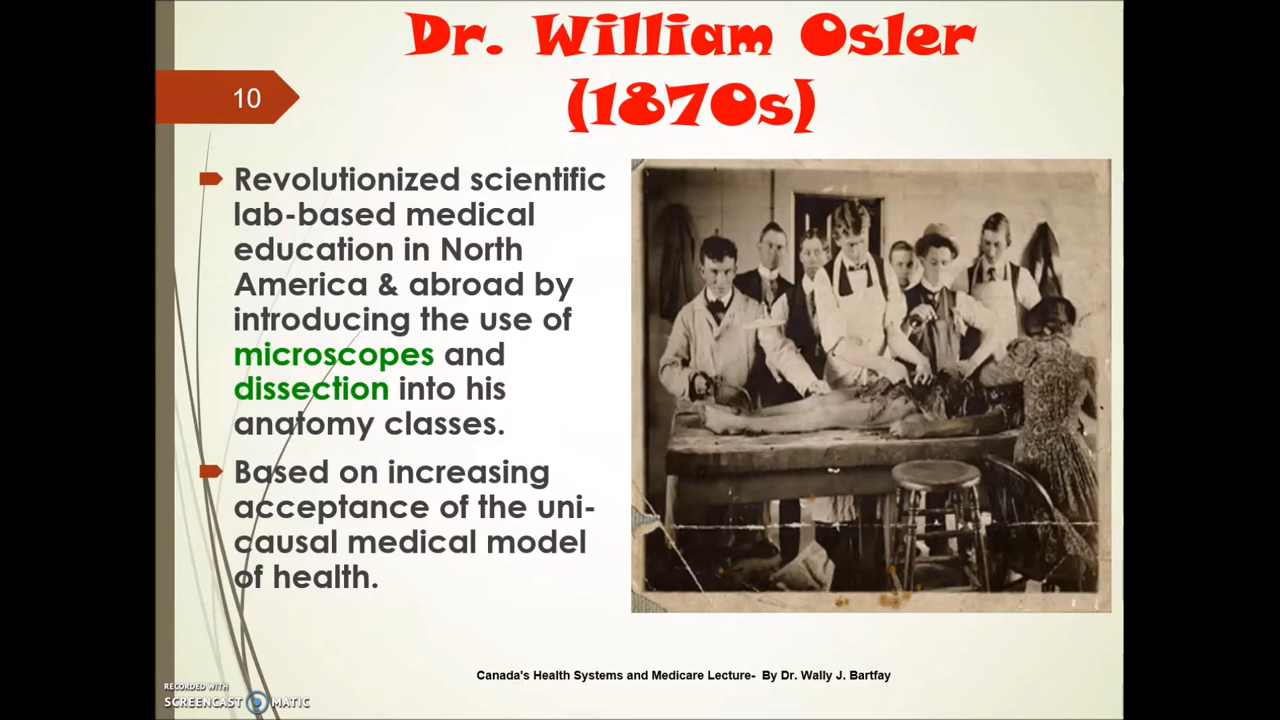 Dr. William Osler
(1870s)
10
Revolutionized scientific
lab-based medical
education in North
America & abroad by
introducing the use of
microscopes and
dissection into his
anatomy classes.
Based on increasing
acceptance of the uni-
causal medical model
of health.
Canada's Health Systems and Medicare Lecture- By Dr. Wally J. Bartfay
RECORDED WITH
SCREENCAST MATIC